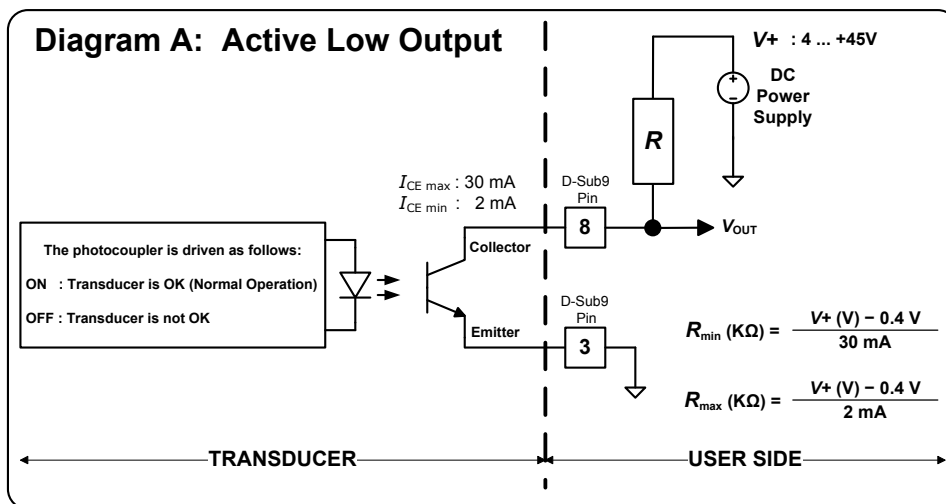 Diagram A: Active Low Output
V+ : 4 ... +45V
DC
Power
Supply
R
I CE max : 30 mA
I CE min : 2 mA
D-Sub9
Pin
8
VOUT
Collector
The photocoupler is driven as follows:
ON : Transducer is OK (Normal Operation)
OFF : Transducer is not OK
Emitter
D-Sub9
Pin
3
Rmin (KΩ) = V+ (V) − 0.4 V
30 mA
Rmax (KΩ) = V+ (V) − 0.4 V
2 mA
TRANSDUCER
USER SIDE